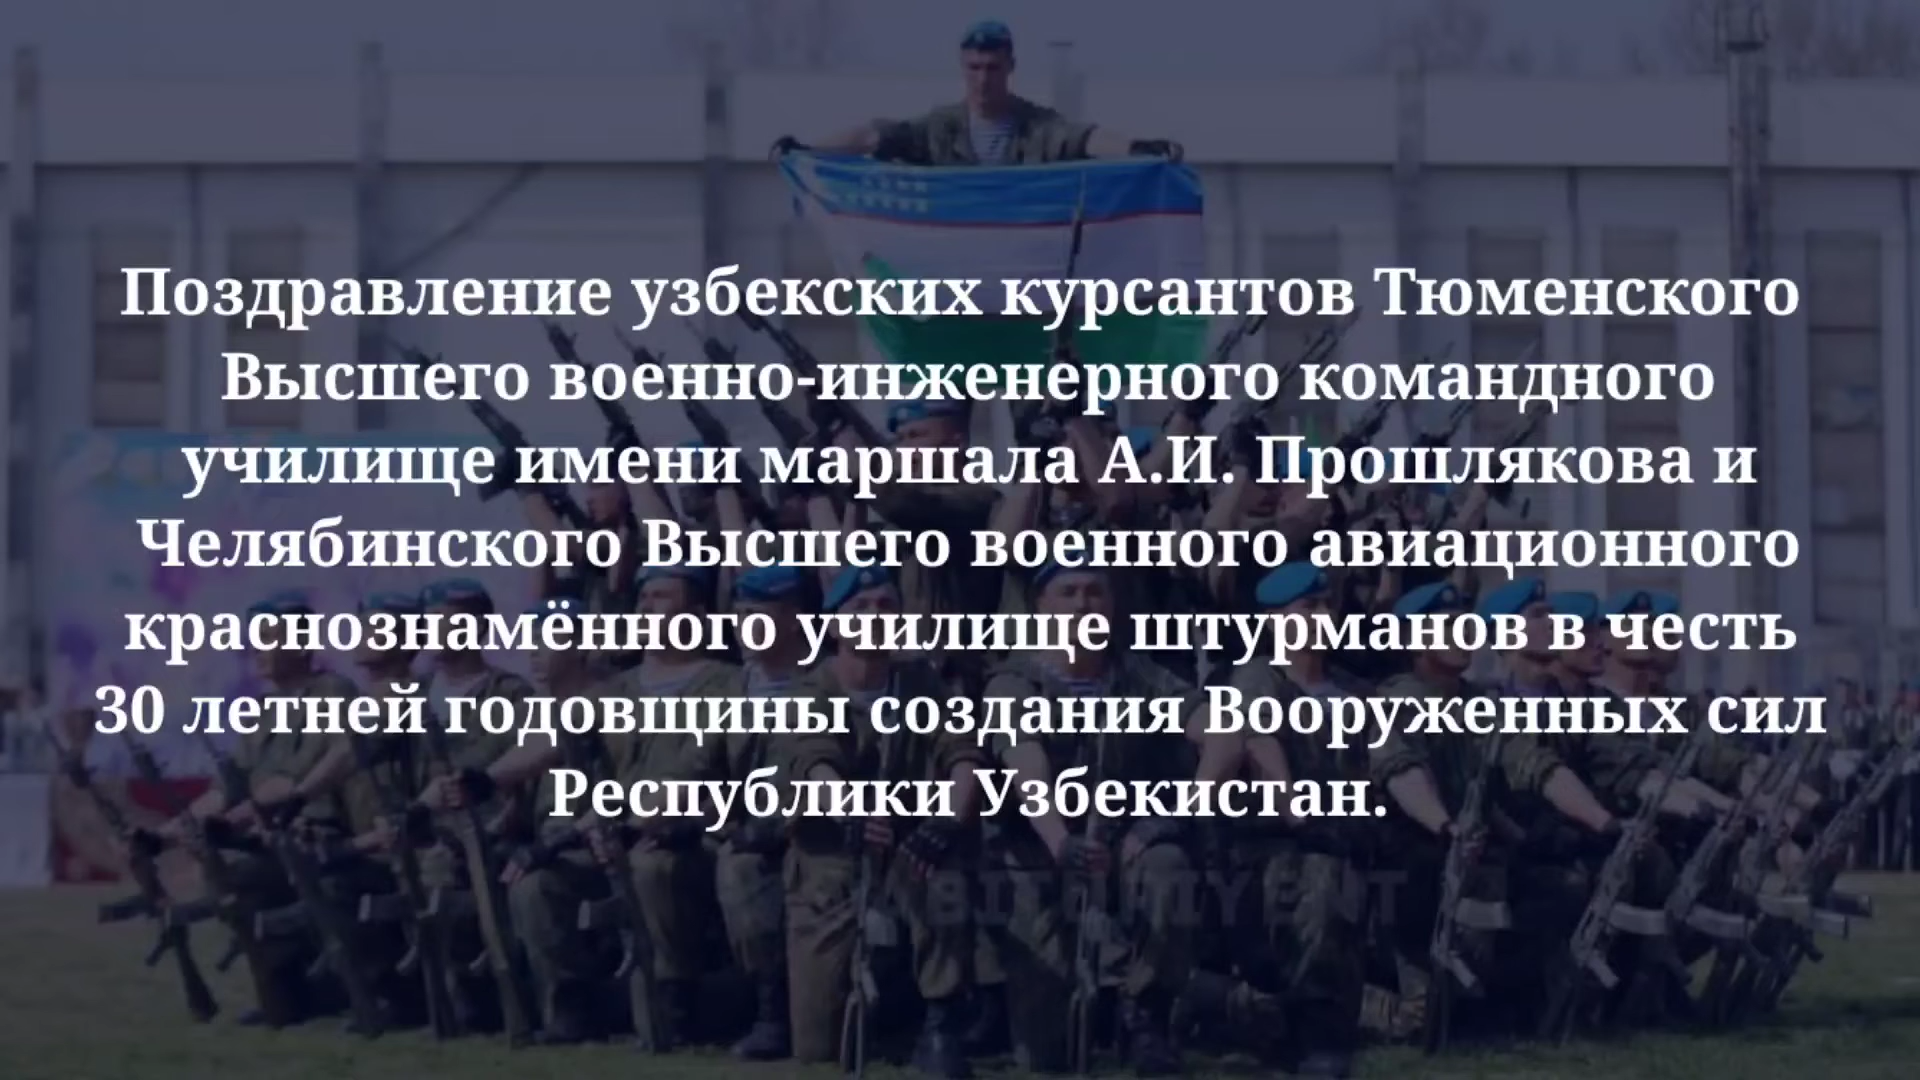 Поздравление узбекских курсантов Тюменского
Высшего военно-инженерного командного
училище имени маршала А.И. Прошлякова и
Челябинского Высшего военного авиационного
краснознамённого училище штурманов в честь
30 летней годовщины создания Вооруженных сил
Республики Узбекистан.